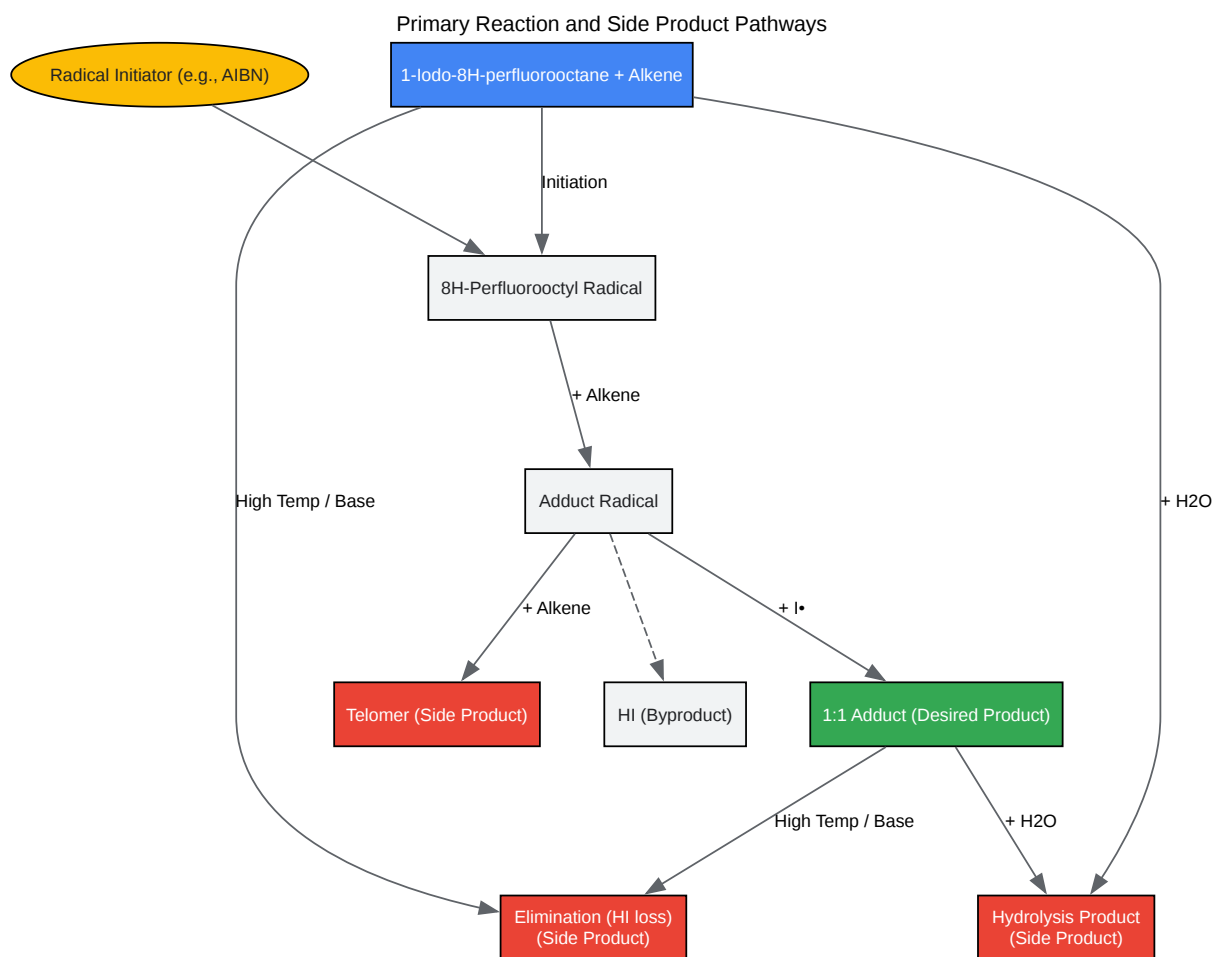 Primary Reaction and Side Product Pathways
Radical Initiator (e.g., AIBN)
1-Iodo-8H-perfluorooctane + Alkene
Initiation
8H-Perfluorooctyl Radical
+ Alkene
Adduct Radical
High Temp / Base
+ H2O
+ Alkene
+ I•
Telomer (Side Product)
HI (Byproduct)
1:1 Adduct (Desired Product)
High Temp / Base
+ H2O
Elimination (HI loss)
(Side Product)
Hydrolysis Product
(Side Product)